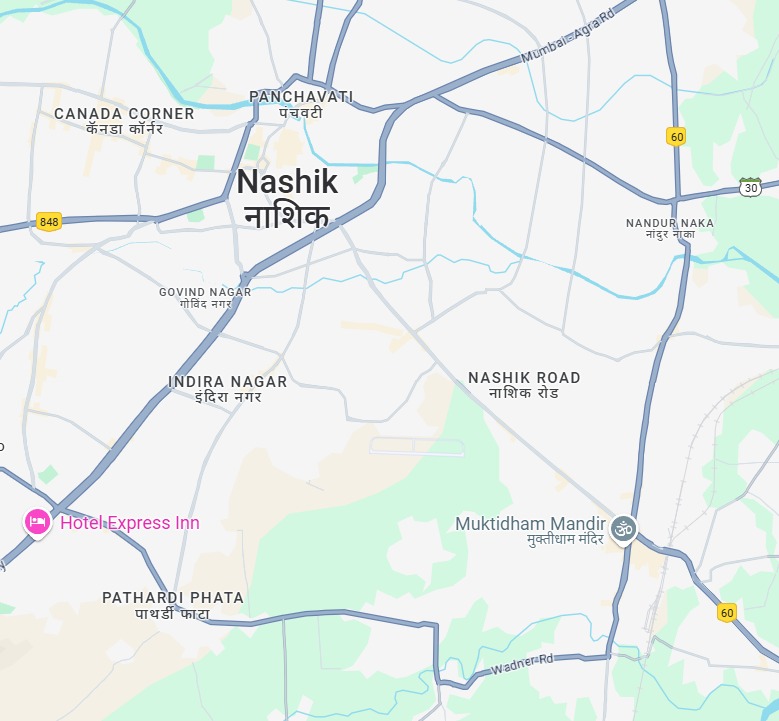 Mumbai - Agra Rd
PANCHAVATI
पंचवटी
CANADA CORNER
कॅनडा कॉर्नर
60
Nashik
नाशिक
30
848
NANDUR NAKA
नांदुर नाका
GOVIND NAGAR
गोविंद नगर
INDIRA NAGAR
इंदिरा नगर
NASHIK ROAD
नाशिक रोड
Hotel Express Inn
Muktidham Mandir
मुक्तीधाम मंदिर
PATHARDI PHATA
पाथर्डी फाटा
60
Wadner Rd